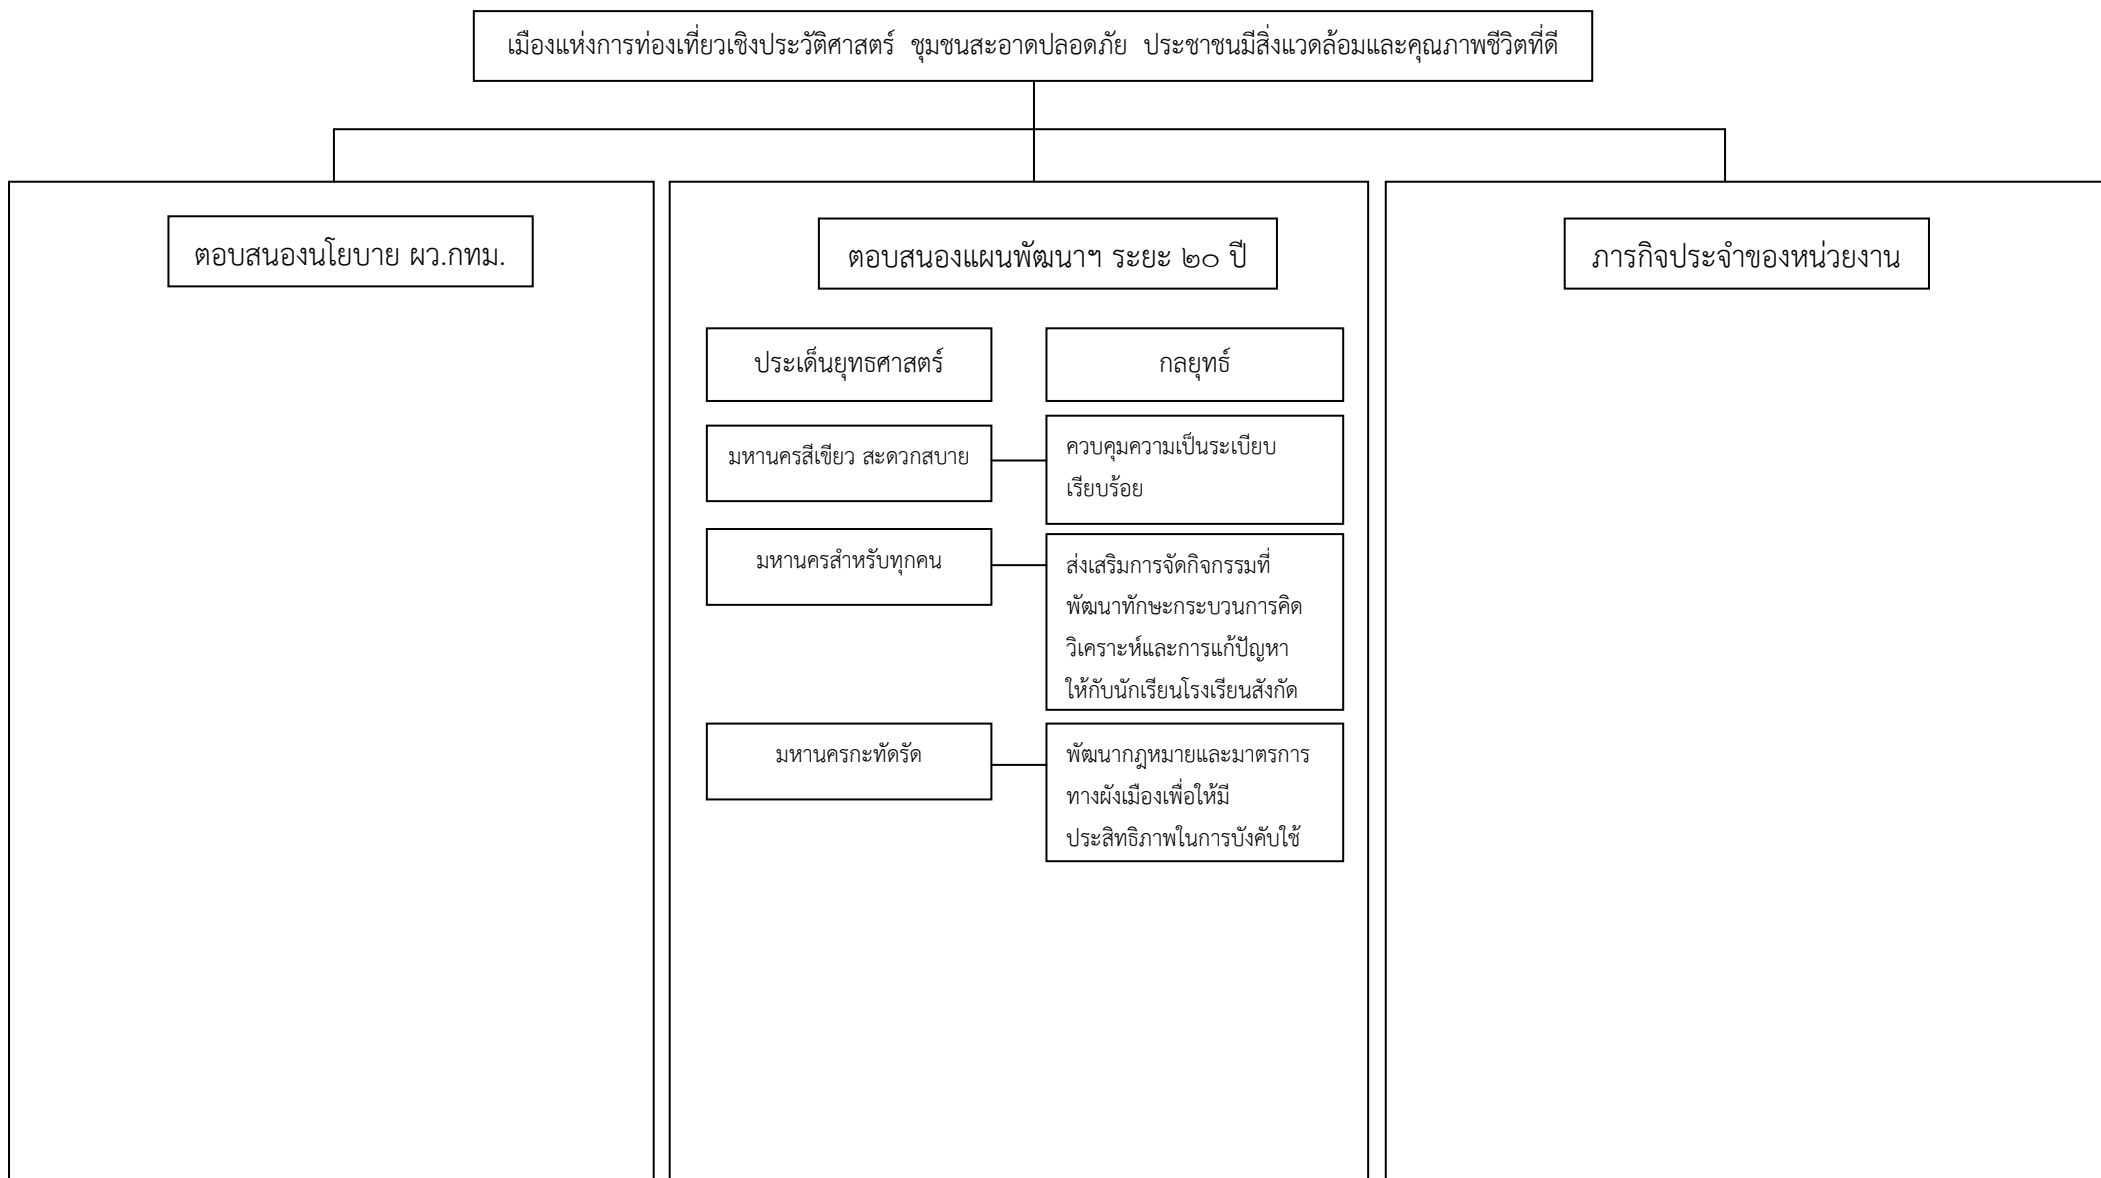 เมืองแห่งการท่องเที่ยวเชิงประวัติศาสตร์ ชุมชนสะอาดปลอดภัย ประชาชนมีสิ่งแวดล้อมและคุณภาพชีวิตที่ดี
ตอบสนองนโยบาย ผว.กทม.
ตอบสนองแผนพัฒนาฯ ระยะ ๒๐ ปี
ภารกิจประจำของหน่วยงาน
ประเด็นยุทธศาสตร์
กลยุทธ์
มหานครสีเขียว สะดวกสบาย
ควบคุมความเป็นระเบียบ
เรียบร้อย
มหานครสำหรับทุกคน
ส่งเสริมการจัดกิจกรรมที่
พัฒนาทักษะกระบวนการคิด
วิเคราะห์และการแก้ปัญหา
ให้กับนักเรียนโรงเรียนสังกัด
มหานครกะทัดรัด
พัฒนากฎหมายและมาตรการ
ทางผังเมืองเพื่อให้มี
ประสิทธิภาพในการบังคับใช้